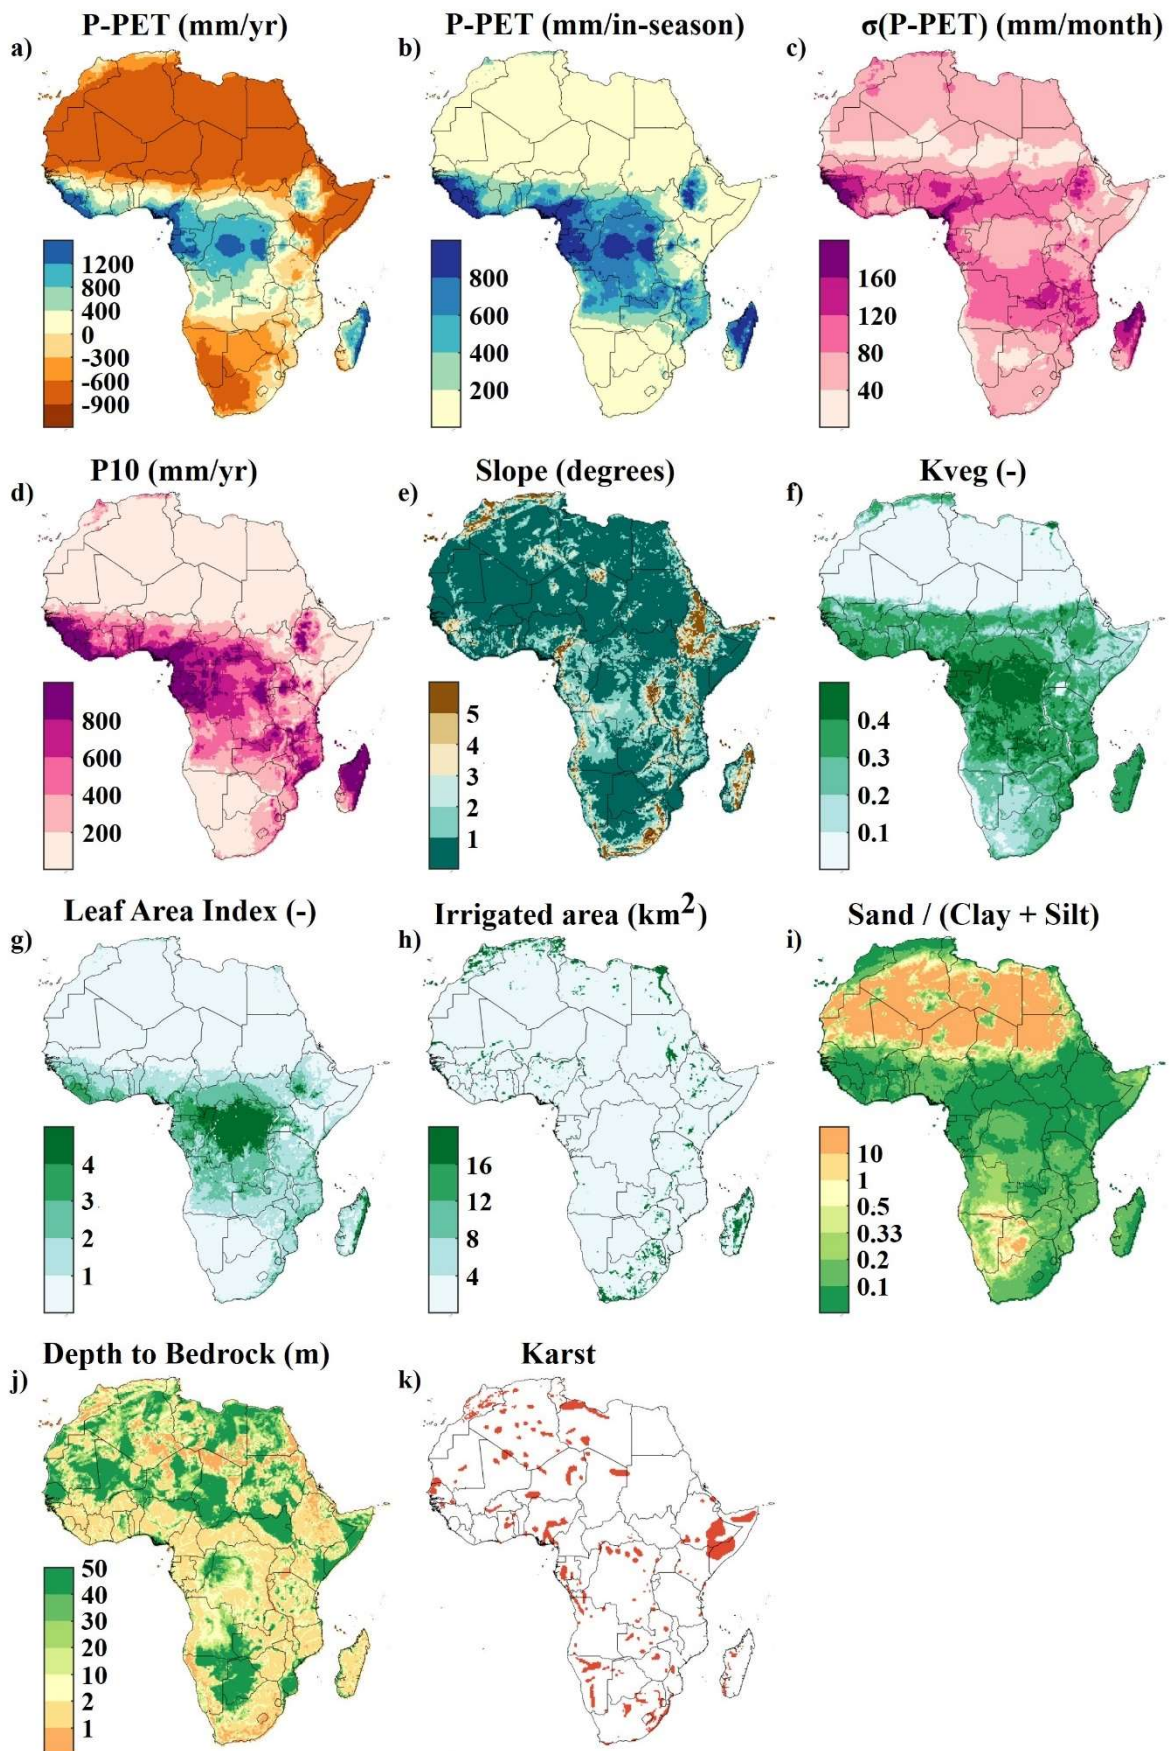 P-PET (mm/yr)
P-PET (mm/in-season)
σ(P-PET) (mm/month)
a)
b)
c)
1200
800
400
0
-300
-600
-900
800
600
400
200
160
120
80
40
P10 (mm/yr)
Slope (degrees)
Kveg (-)
d)
e)
f)
800
600
400
200
5
4
3
2
1
0.4
0.3
0.2
0.1
Leaf Area Index (-)
Irrigated area (km²)
Sand / (Clay + Silt)
g)
h)
i)
4
3
2
1
16
12
8
4
10
1
0.5
0.33
0.2
0.1
Depth to Bedrock (m)
Karst
j)
k)
50
40
30
20
10
2
1